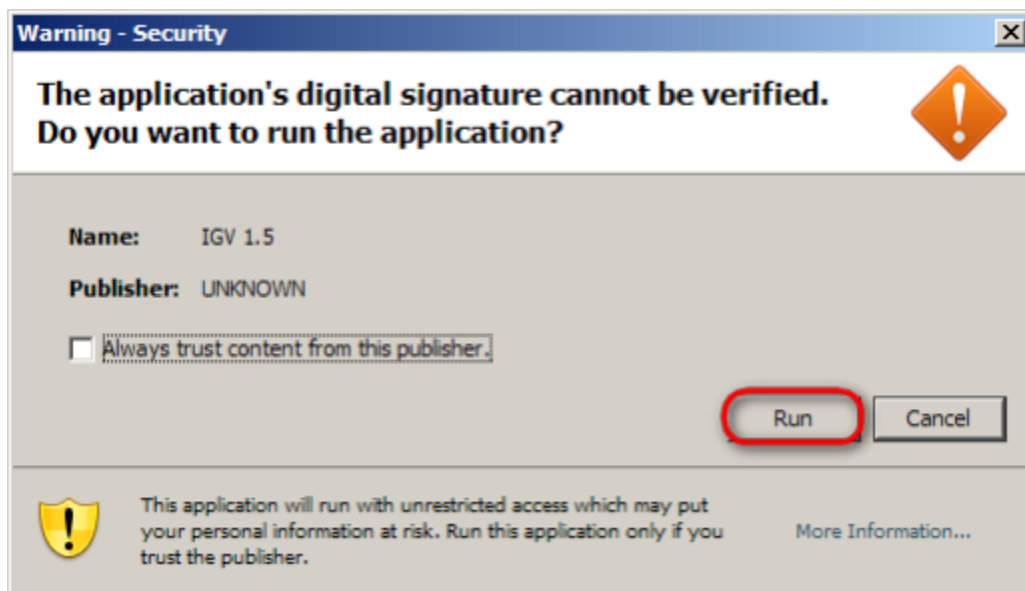 Warning - Security
The application's digital signature cannot be verified.
Do you want to run the application?
Name: IGV 1.5
Publisher: UNKNOWN
Always trust content from this publisher.
Run Cancel
This application will run with unrestricted access which may put
your personal information at risk. Run this application only if you
trust the publisher.
More Information...